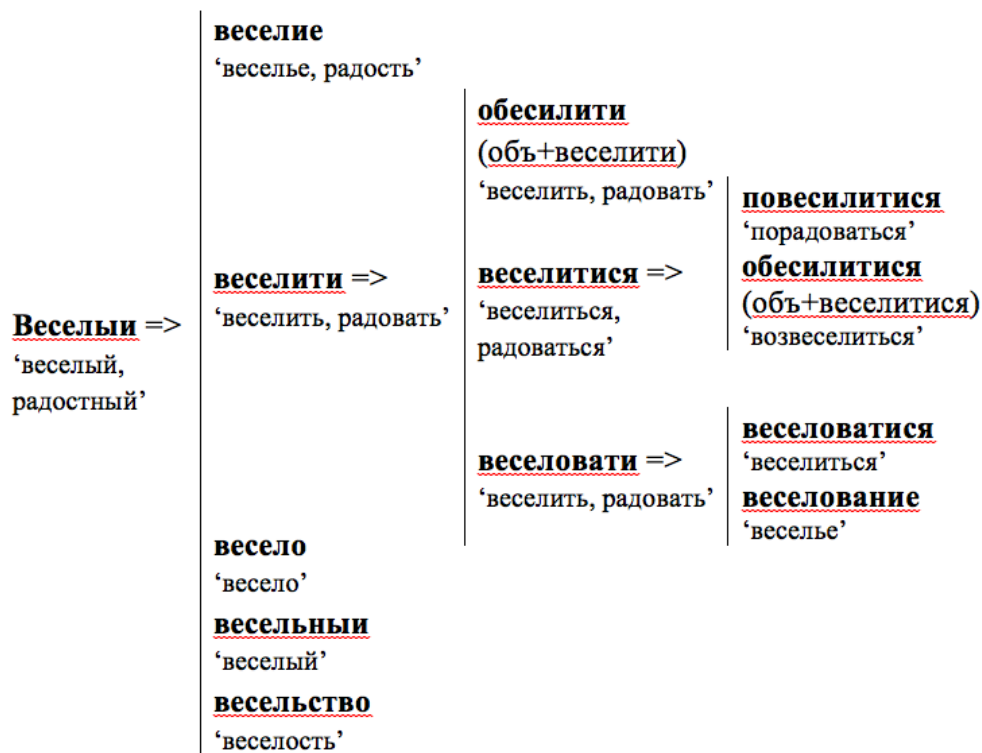 веселие
‘веселье, радость’
обесилити
(объ+веселити)
‘веселить, радовать’
повесилитися
‘порадоваться’
обесилитися
(объ+веселитися)
‘возвеселиться’
веселити =>
‘веселить, радовать’
веселитися =>
‘веселиться,
радоваться’
Веселыи =>
‘веселый,
радостный’
веселовати =>
‘веселить, радовать’
веселоватися
‘веселиться’
веселование
‘веселье’
весело
‘весело’
весельныи
‘веселый’
весельство
‘веселость’